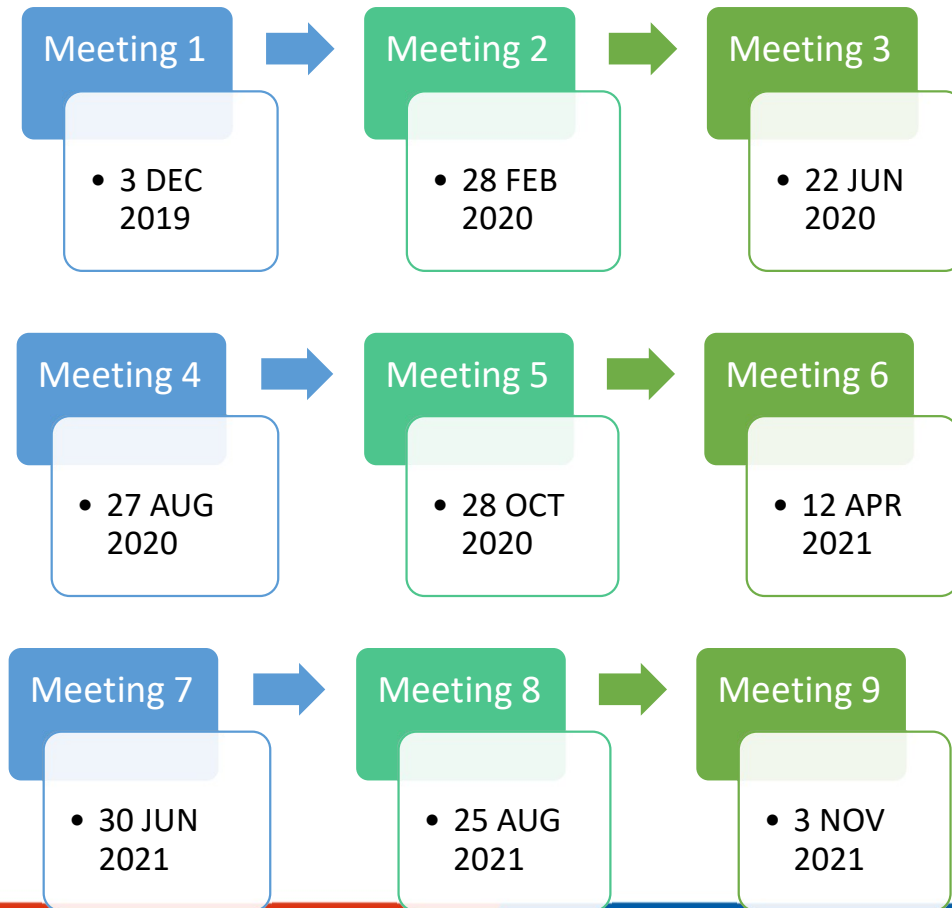 Meeting 1
• 3 DEC
2019
Meeting 2
• 28 FEB
2020
Meeting 3
• 22 JUN
2020
Meeting 4
• 27 AUG
2020
Meeting 5
• 28 OCT
2020
Meeting 6
• 12 APR
2021
Meeting 7
• 30 JUN
2021
Meeting 8
• 25 AUG
2021
Meeting 9
• 3 NOV
2021